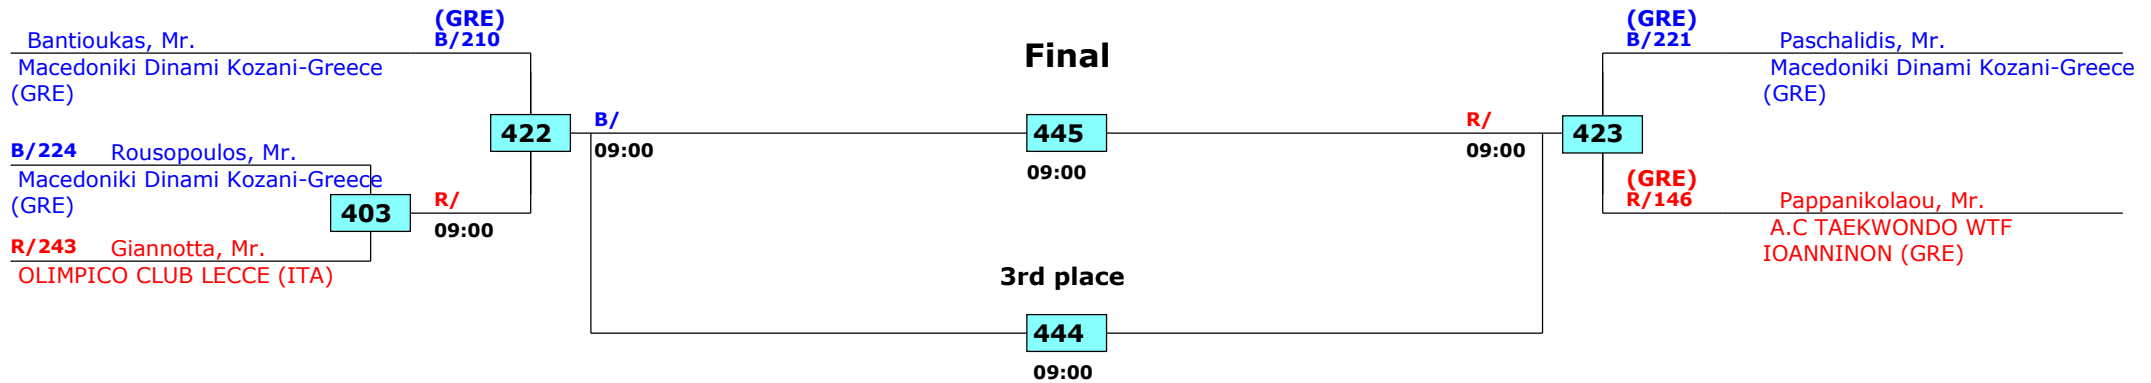 (GRE)
Bantioukas, Mr.
B/210
Macedoniki Dinami Kozani-Greece
(GRE)
422
B/
09:00
B/224
Rousopoulos, Mr.
Macedoniki Dinami Kozani-Greece
(GRE)
403
R/
09:00
R/243
Giannotta, Mr.
OLIMPICO CLUB LECCE (ITA)
Final
445
09:00
3rd place
444
09:00
(GRE)
B/221
Paschalidis, Mr.
Macedoniki Dinami Kozani-Greece
(GRE)
R/
09:00
423
(GRE)
R/146
Pappanikolaou, Mr.
A.C TAEKWONDO WTF
IOANNINON (GRE)